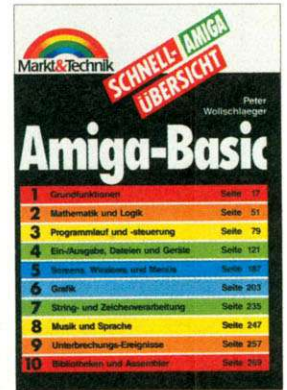 Markt&Technik
SCHNELL-
AMIGA
ÜBERSICHT
Peter
Wollschlaeger
Amiga-Basic
1 Grundfunktionen Seite 17
2 Mathematik und Logik Seite 51
3 Programmlauf und -steuerung Seite 79
4 Ein-/Ausgabe, Dateien und Geräte Seite 121
5 Screens, Windows, und Menüs Seite 187
6 Grafik Seite 203
7 String- und Zeichenverarbeitung Seite 235
8 Musik und Sprache Seite 247
9 Unterbrechungs-Ereignisse Seite 257
10 Bibliotheken und Assembler Seite 269